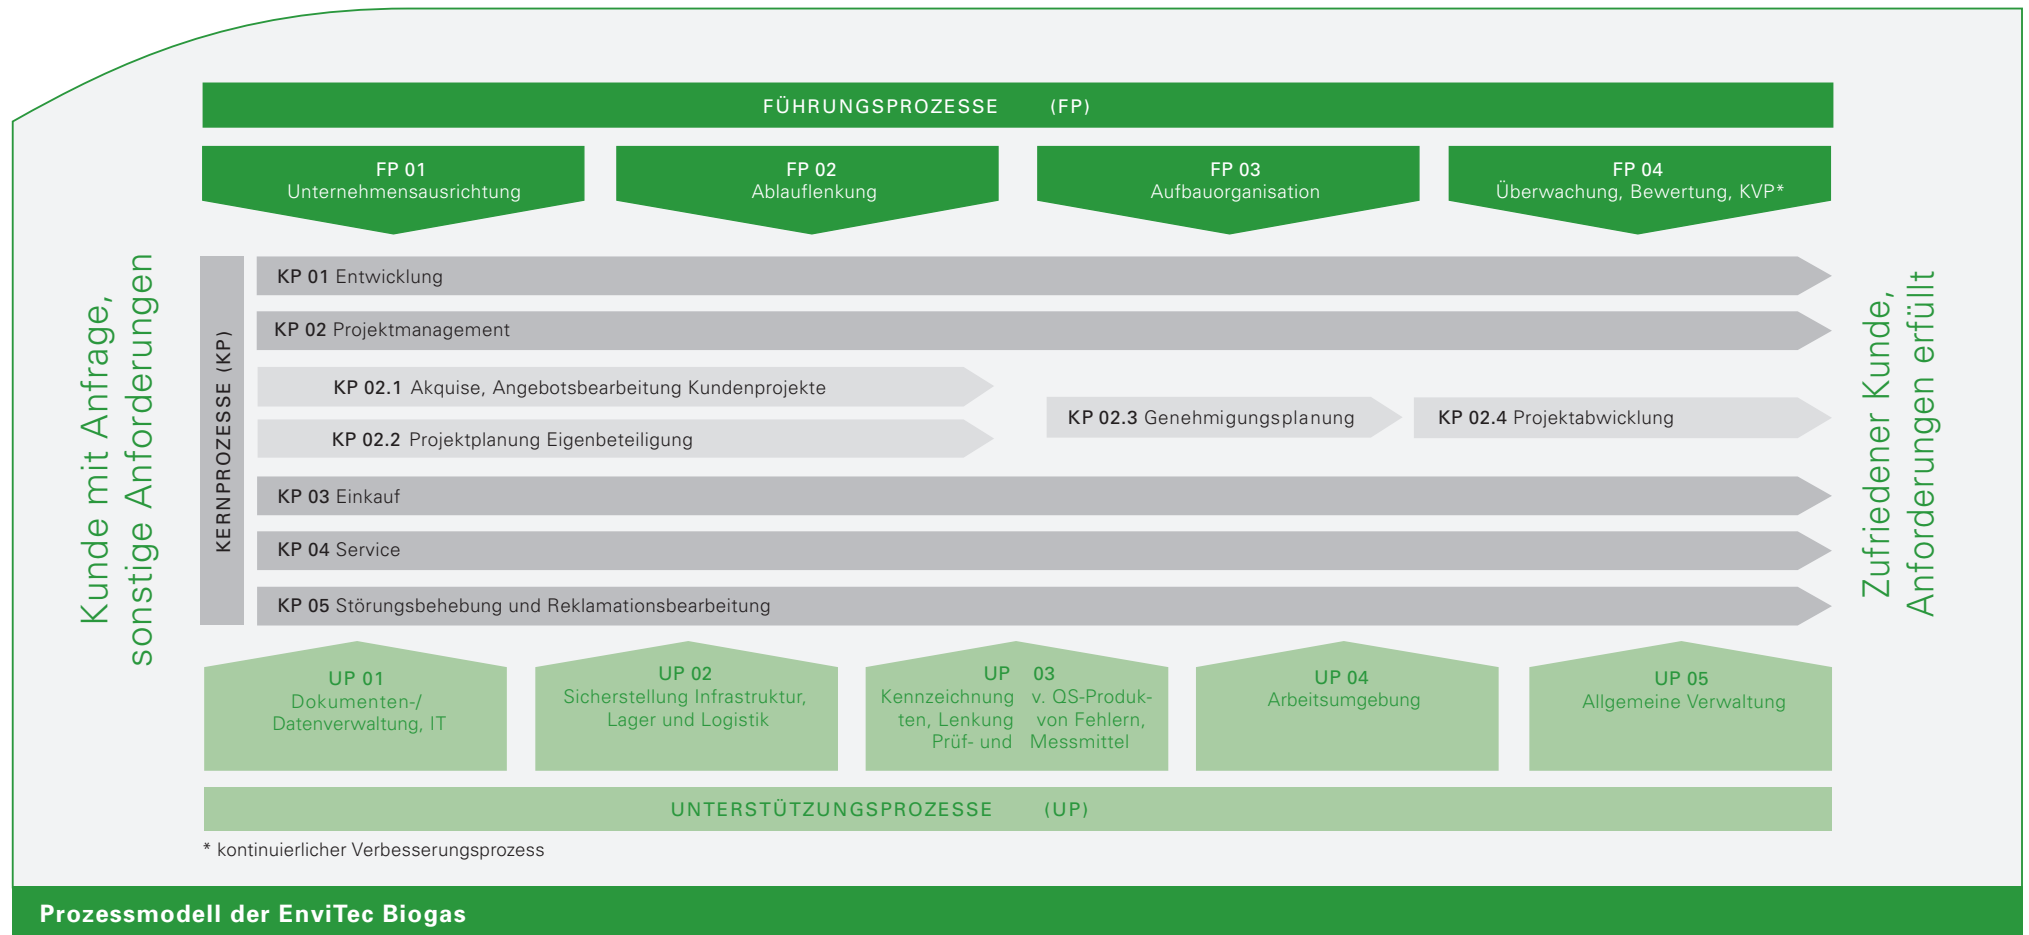 FÜHRUNGSPROZESSE (FP)
FP 01
Unternehmensausrichtung
FP 02
Ablauflenkung
FP 03
Aufbauorganisation
FP 04
Überwachung, Bewertung, KVP*
Kunde mit Anfrage,
sonstige Anforderungen
KERNPROZESSE (KP)
KP 01 Entwicklung
KP 02 Projektmanagement
KP 02.1 Akquise, Angebotsbearbeitung Kundenprojekte
KP 02.2 Projektplanung Eigenbeteiligung
KP 02.3 Genehmigungsplanung
KP 02.4 Projektabwicklung
KP 03 Einkauf
KP 04 Service
KP 05 Störungsbehebung und Reklamationsbearbeitung
Zufriedener Kunde,
Anforderungen erfüllt
UP 01
Dokumenten-/
Datenverwaltung, IT
UP 02
Sicherstellung Infrastruktur,
Lager und Logistik
UP 03
Kennzeichnung v. QS-Produk-
ten, Lenkung von Fehlern,
Prüf- und Messmittel
UP 04
Arbeitsumgebung
UP 05
Allgemeine Verwaltung
UNTERSTÜTZUNGSPROZESSE (UP)
* kontinuierlicher Verbesserungsprozess
Prozessmodell der EnviTec Biogas